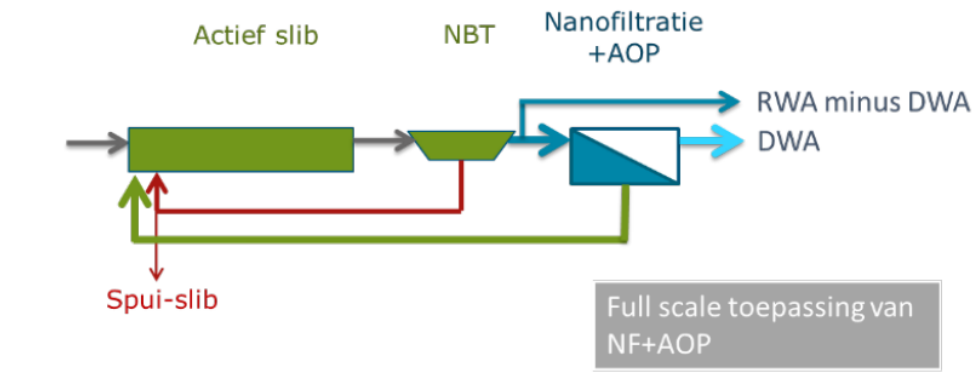 Actief slib
NBT
Nanofiltratie
+AOP
RWA minus DWA
DWA
Spui-slib
Full scale toepassing van
NF+AOP